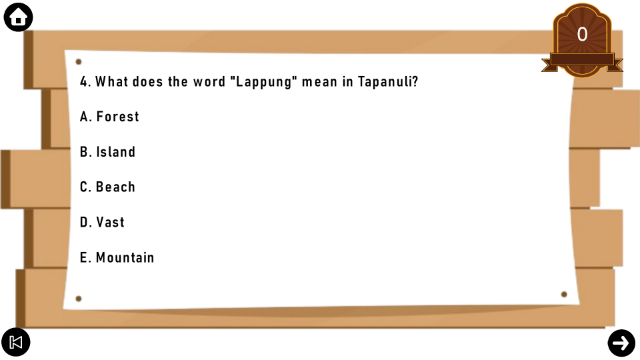 0
4. What does the word "Lappung" mean in Tapanuli?
A. Forest
B. Island
C. Beach
D. Vast
E. Mountain